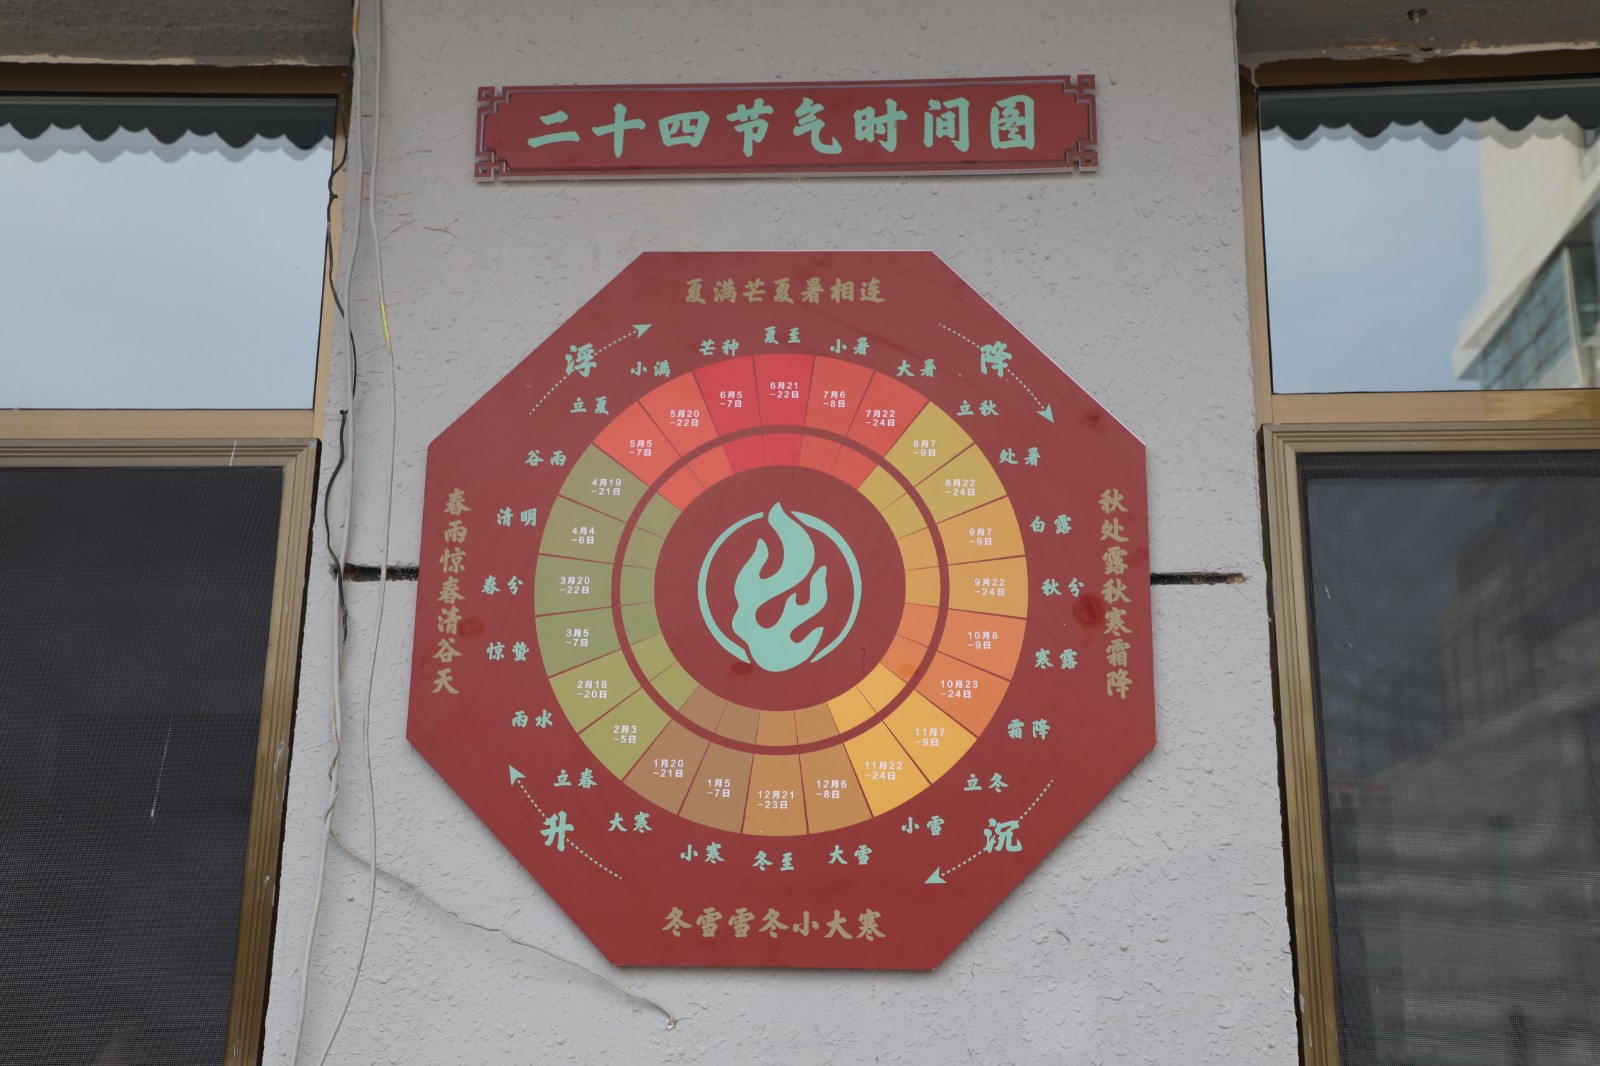 二十四节气时间图
夏满芒夏暑相连
浮
降
夏至
芒种
小暑
小满
大暑
立夏
立秋
谷雨
处暑
清明
白露
春分
秋分
惊蛰
寒露
雨水
霜降
立春
立冬
大寒
小雪
小寒
大雪
冬至
升
沉
春雨惊春清谷天
秋处露秋寒霜降
6月21
-22日
6月5
-7日
7月6
-8日
5月20
-22日
7月22
-24日
5月5
-7日
8月7
-9日
4月19
-21日
8月22
-24日
4月4
-6日
9月7
-9日
3月20
-22日
9月22
-24日
3月5
-7日
10月8
-9日
2月18
-20日
10月23
-24日
2月3
-5日
11月7
-9日
1月20
-21日
11月22
-24日
1月5
-7日
12月6
-8日
12月21
-23日
冬雪雪冬小大寒